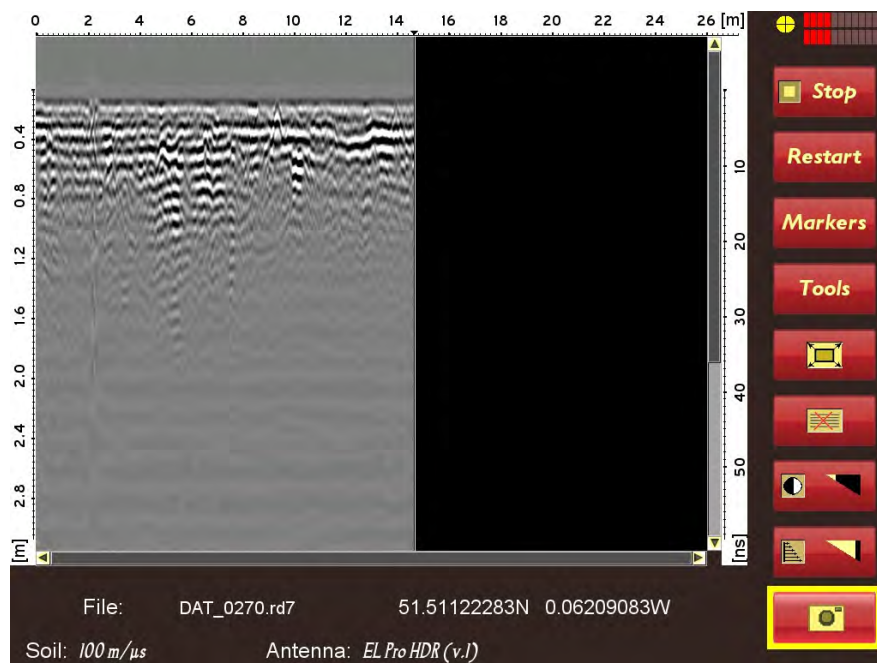 0 2 4 6 8 10 12 14 16 18 20 22 24 26 [m]
0.4
0.8
1.2
1.6
2.0
2.4
2.8
[m]
10
20
30
40
50
[ns]
Stop
Restart
Markers
Tools
File: DAT_0270.rd7 51.51122283N 0.06209083W
Soil: 100 m/µs Antenna: EL Pro HDR (v.1)